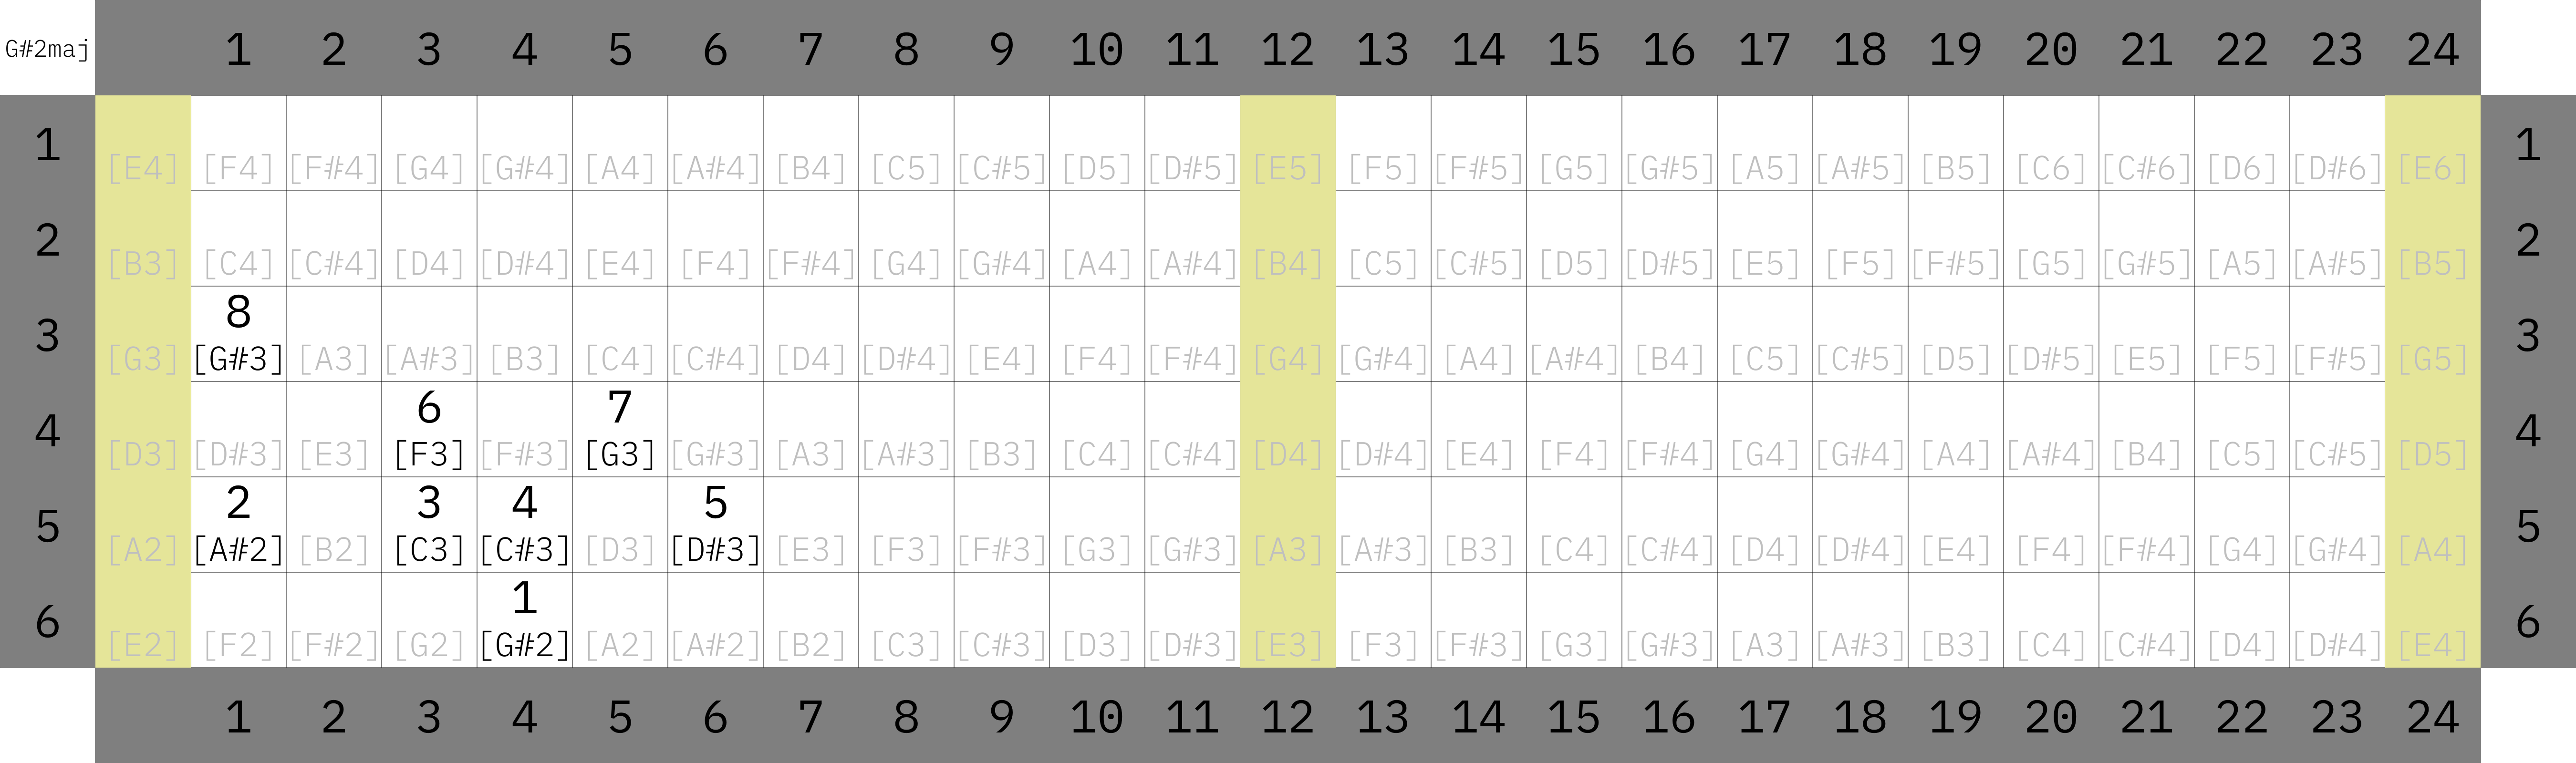 G#2maj 1 2 3 4 5 6 7 8 9 10 11 12 13 14 15 16 17 18 19 20 21 22 23 24
1 [E4] [F4] [F#4] [G4] [G#4] [A4] [A#4] [B4] [C5] [C#5] [D5] [D#5] [E5] [F5] [F#5] [G5] [G#5] [A5] [A#5] [B5] [C6] [C#6] [D6] [D#6] [E6] 1
2 [B3] [C4] [C#4] [D4] [D#4] [E4] [F4] [F#4] [G4] [G#4] [A4] [A#4] [B4] [C5] [C#5] [D5] [D#5] [E5] [F5] [F#5] [G5] [G#5] [A5] [A#5] [B5] 2
8
3 [G3] [G#3] [A3] [A#3] [B3] [C4] [C#4] [D4] [D#4] [E4] [F4] [F#4] [G4] [G#4] [A4] [A#4] [B4] [C5] [C#5] [D5] [D#5] [E5] [F5] [F#5] [G5] 3
6 7
4 [D3] [D#3] [E3] [F3] [F#3] [G3] [G#3] [A3] [A#3] [B3] [C4] [C#4] [D4] [D#4] [E4] [F4] [F#4] [G4] [G#4] [A4] [A#4] [B4] [C5] [C#5] [D5] 4
2 3 4 5
5 [A2] [A#2] [B2] [C3] [C#3] [D3] [D#3] [E3] [F3] [F#3] [G3] [G#3] [A3] [A#3] [B3] [C4] [C#4] [D4] [D#4] [E4] [F4] [F#4] [G4] [G#4] [A4] 5
1
6 [E2] [F2] [F#2] [G2] [G#2] [A2] [A#2] [B2] [C3] [C#3] [D3] [D#3] [E3] [F3] [F#3] [G3] [G#3] [A3] [A#3] [B3] [C4] [C#4] [D4] [D#4] [E4] 6
1 2 3 4 5 6 7 8 9 10 11 12 13 14 15 16 17 18 19 20 21 22 23 24